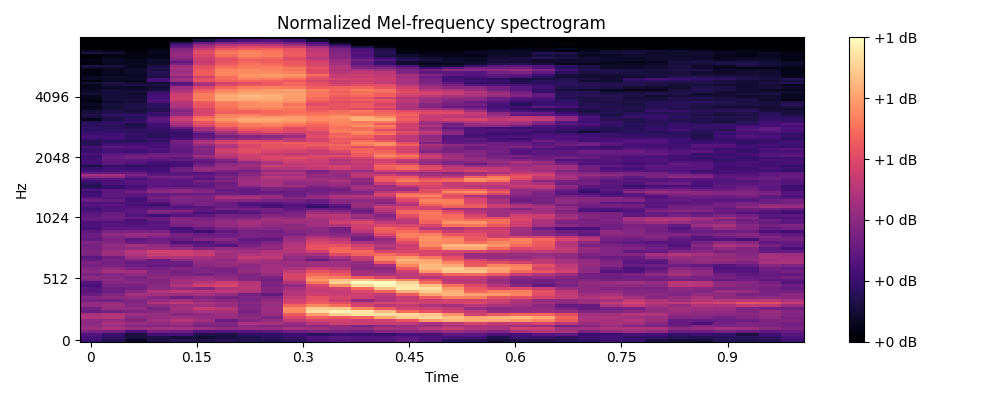 Normalized Mel-frequency spectrogram
Hz
4096
2048
1024
512
0
0 0.15 0.3 0.45 0.6 0.75 0.9
Time
+1 dB
+1 dB
+1 dB
+0 dB
+0 dB
+0 dB